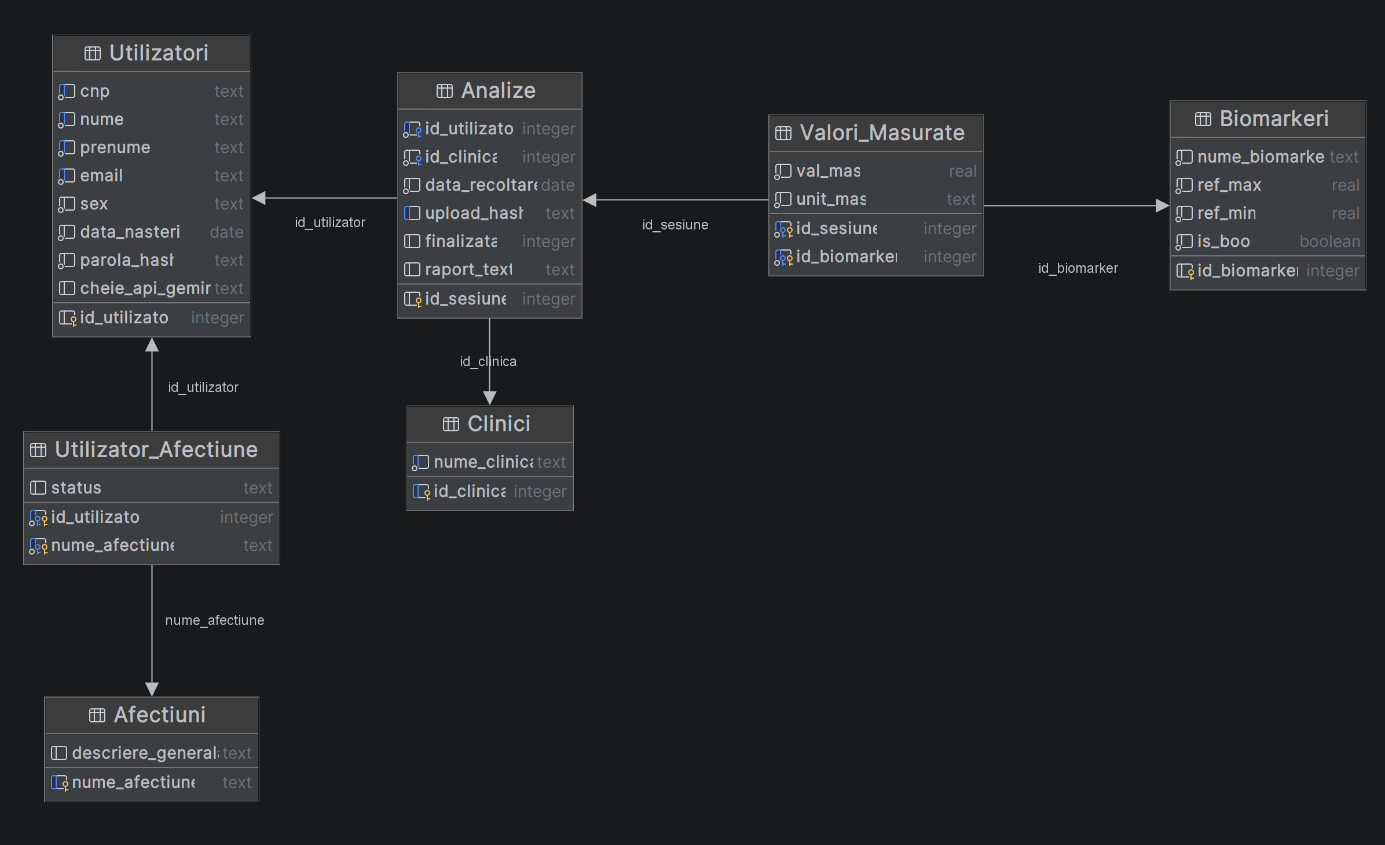 Utilizatori
cnp text
nume text
prenume text
email text
sex text
data_nasteri date
parola_hash text
cheie_api_gemir text
id_utilizato integer
Analize
id_utilizato integer
id_clinica integer
data_recoltare date
upload_hash text
finalizata integer
raport_text text
id_sesiune integer
Valori_Masurate
val_mas real
unit_mas text
id_sesiune integer
id_biomarker integer
Biomarkeri
nume_biomarke text
ref_max real
ref_min real
is_boo boolean
id_biomarker integer
id_utilizator
id_sesiune
id_biomarker
id_clinica
id_utilizator
Clinici
nume_clinica text
id_clinica integer
Utilizator_Afectiune
status text
id_utilizato integer
nume_afectiune text
nume_afectiune
Afectiuni
descriere_general text
nume_afectiune text